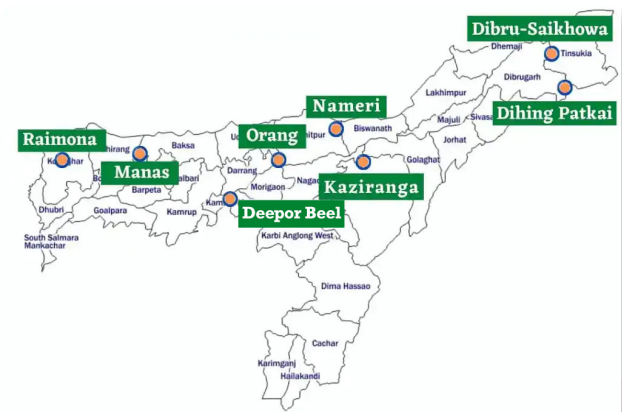 Dibru-Saikhowa
Dhemaji
Tinsukia
Dibrugarh
Lakhimpur
Nameri
Dihing Patkai
Majuli
Biswanath
Orang
Raimona
Jorhat
Baksa
Golaghat
Manas
Darrang
Kaziranga
Morigaon
Barpeta
Dhubri
Goalpara
Kamrup
Deepor Beel
South Salmara
Mankachar
Karbi Anglong West
Dima Hassao
Cachar
Karimganj
Hailakandi